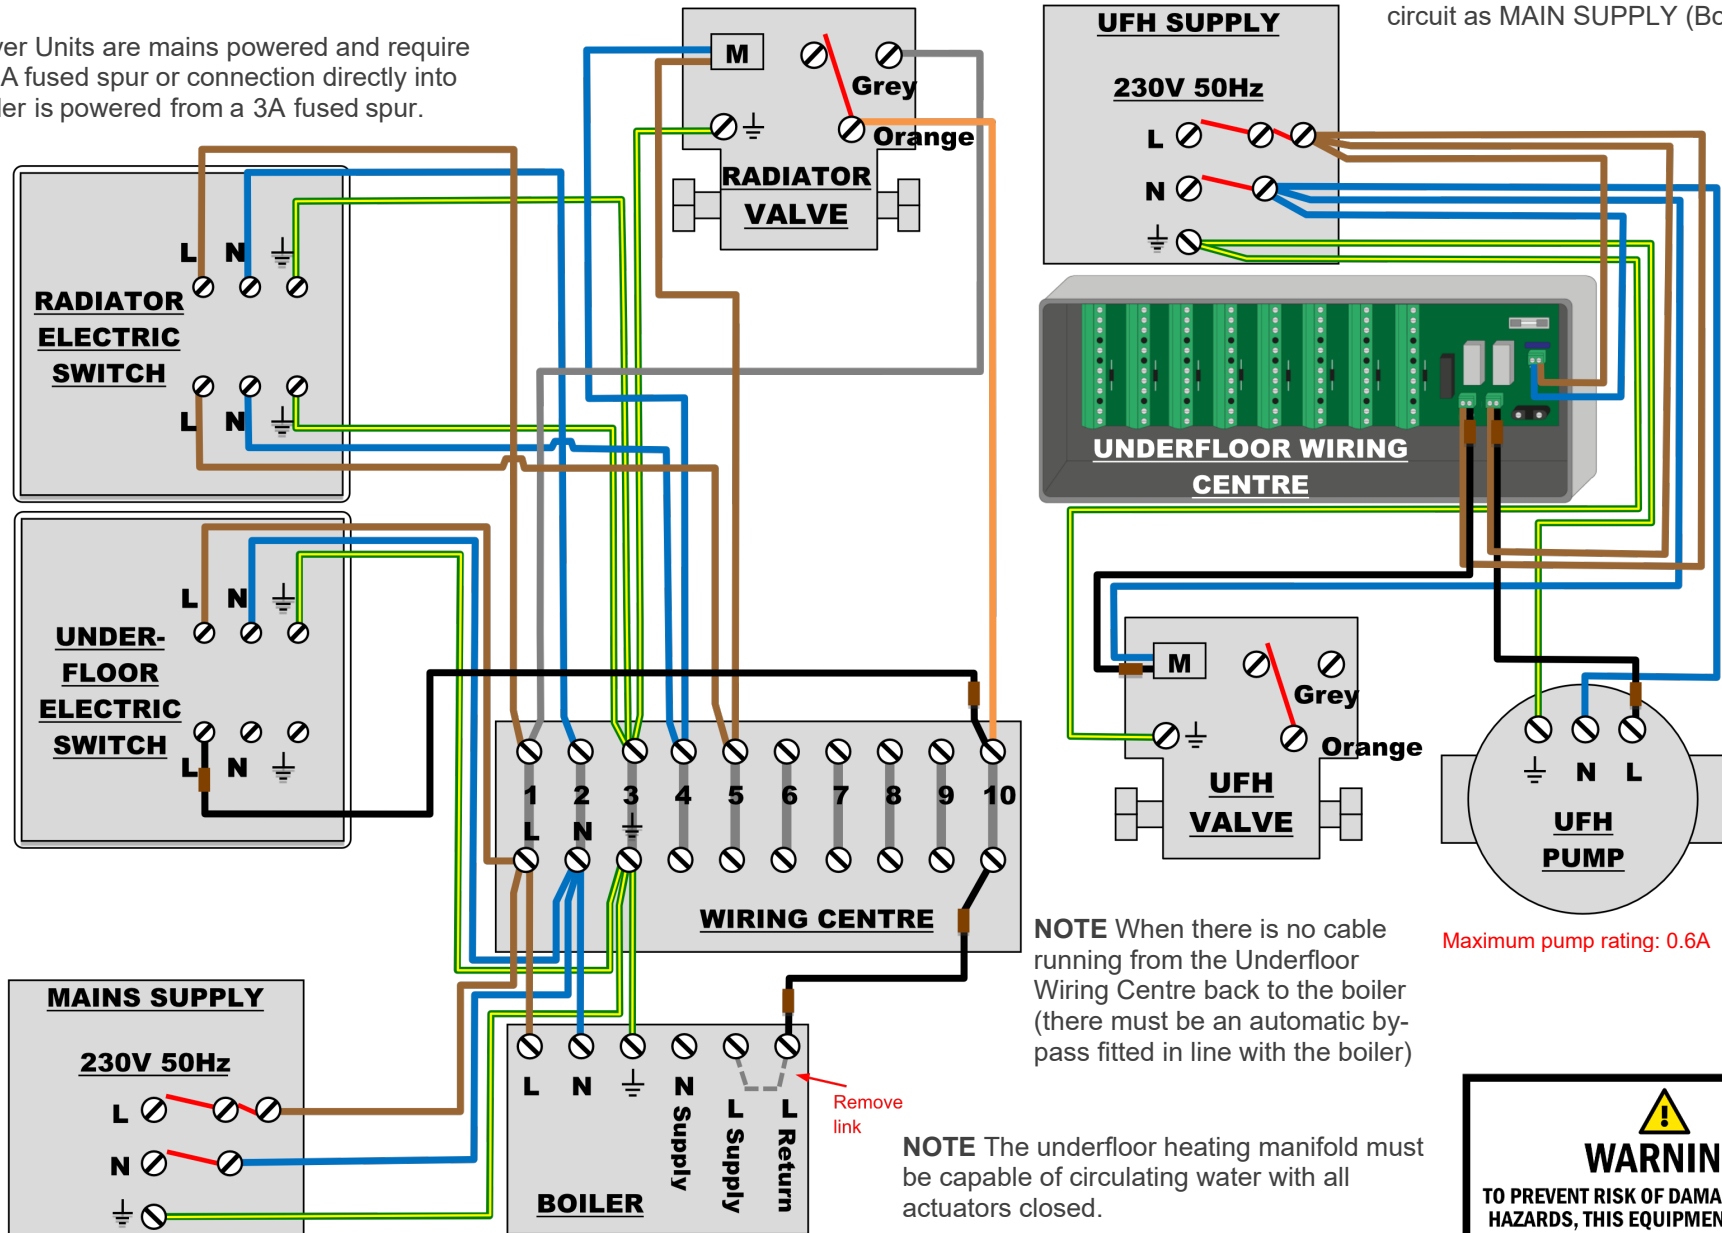 er Units are mains powered and require
A fused spur or connection directly into
er is powered from a 3A fused spur.
circuit as MAIN SUPPLY (Bo
M
Grey
Orange
RADIATOR
VALVE
UFH SUPPLY
230V 50Hz
L
N
L N
RADIATOR
ELECTRIC
SWITCH
L N
UNDERFLOOR WIRING
CENTRE
L N
UNDER-
FLOOR
ELECTRIC
SWITCH
L N
M
Grey
Orange
UFH
VALVE
N L
UFH
PUMP
Maximum pump rating: 0.6A
1 2 3 4 5 6 7 8 9 10
L N
WIRING CENTRE
NOTE When there is no cable
running from the Underfloor
Wiring Centre back to the boiler
(there must be an automatic by-
pass fitted in line with the boiler)
MAINS SUPPLY
230V 50Hz
L
N
L N N Supply L Supply L Return
BOILER
Remove
link
NOTE The underfloor heating manifold must
be capable of circulating water with all
actuators closed.
WARNIN
TO PREVENT RISK OF DAMA
HAZARDS, THIS EQUIPMEN